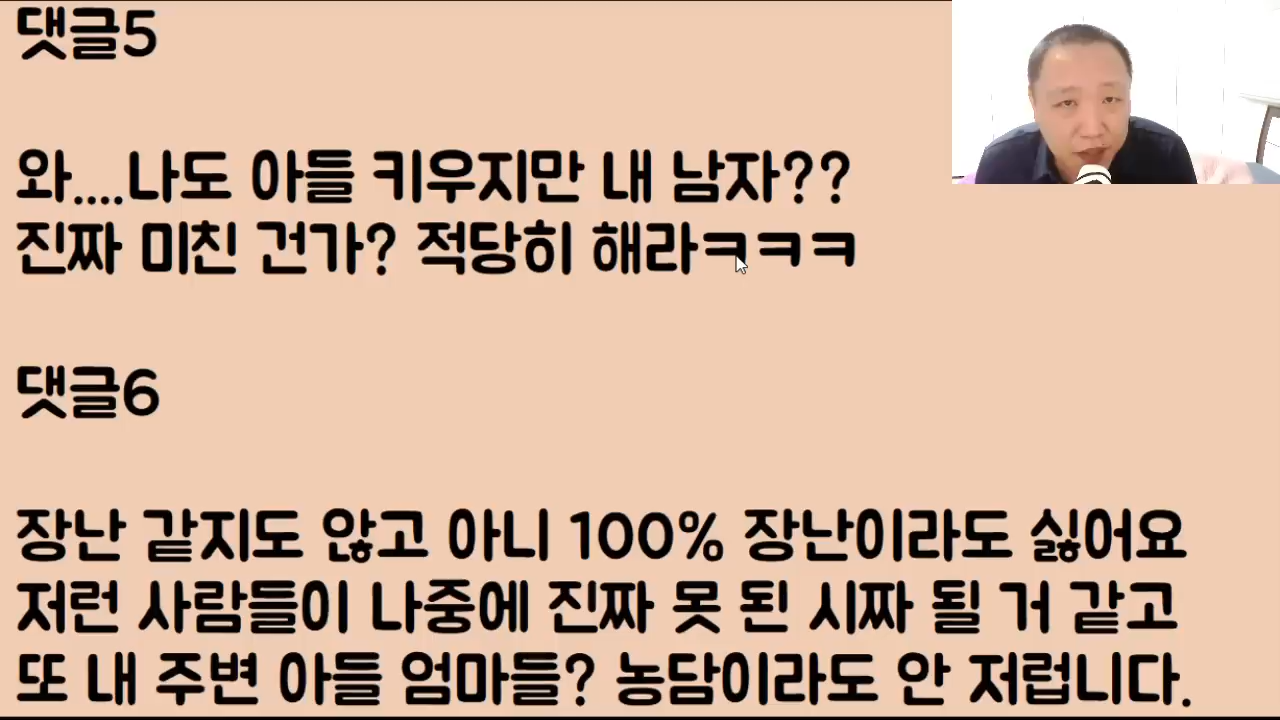 댓글5
와....나도 아들 키우지만 내 남자??
진짜 미친 건가? 적당히 해라ㅋㅋㅋ
댓글6
장난 같지도 않고 아니 100% 장난이라도 싫어요
저런 사람들이 나중에 진짜 못 된 시짜 될 거 같고
또 내 주변 아들 엄마들? 농담이라도 안 저럽니다.